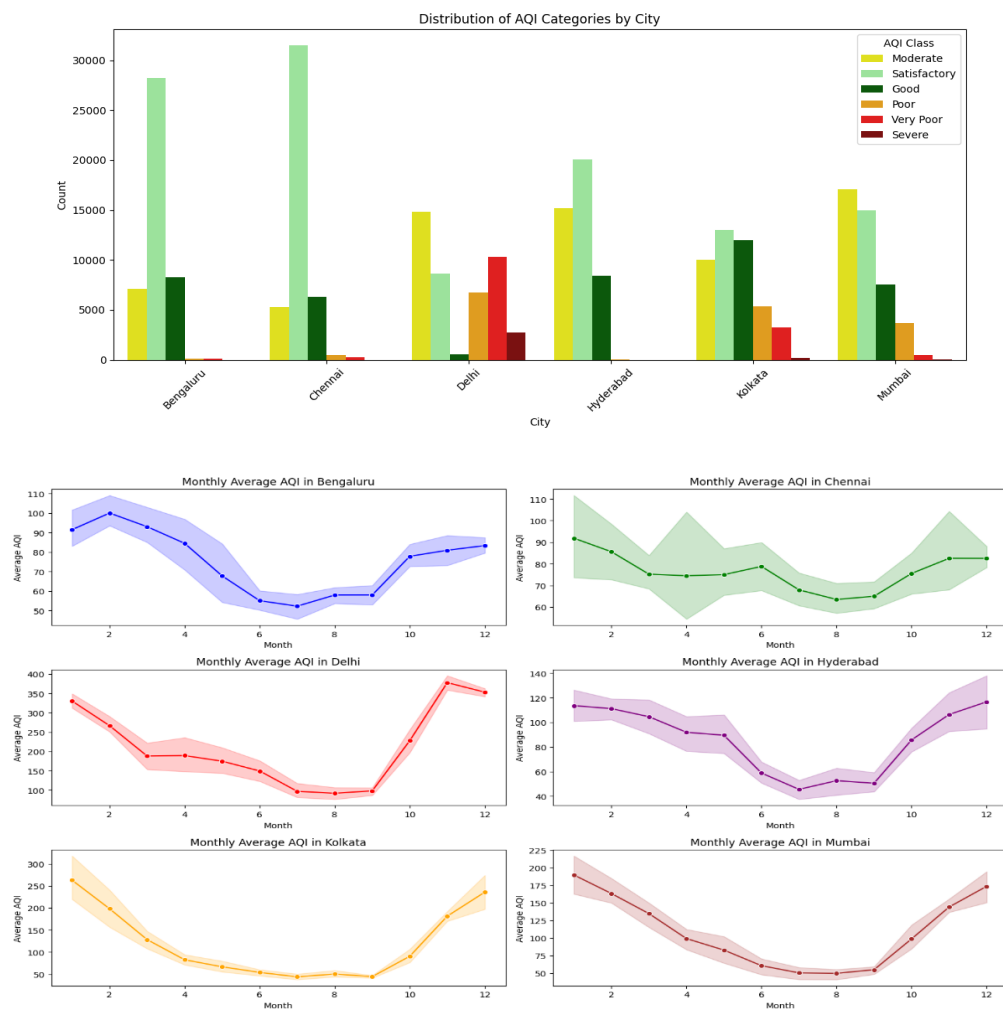 Distribution of AQI Categories by City
AQI Class
Moderate
Satisfactory
Good
Poor
Very Poor
Severe
Count
30000
25000
20000
15000
10000
5000
0
Bengaluru
Chennai
Delhi
Hyderabad
Kolkata
Mumbai
City
Monthly Average AQI in Bengaluru
Average AQI
110
100
90
80
70
60
50
2 4 6 8 10 12
Month
Monthly Average AQI in Chennai
Average AQI
110
100
90
80
70
60
2 4 6 8 10 12
Month
Monthly Average AQI in Delhi
Average AQI
400
350
300
250
200
150
100
2 4 6 8 10 12
Month
Monthly Average AQI in Hyderabad
Average AQI
140
120
100
80
60
40
2 4 6 8 10 12
Month
Monthly Average AQI in Kolkata
Average AQI
300
250
200
150
100
50
2 4 6 8 10 12
Month
Monthly Average AQI in Mumbai
Average AQI
225
200
175
150
125
100
75
50
2 4 6 8 10 12
Month